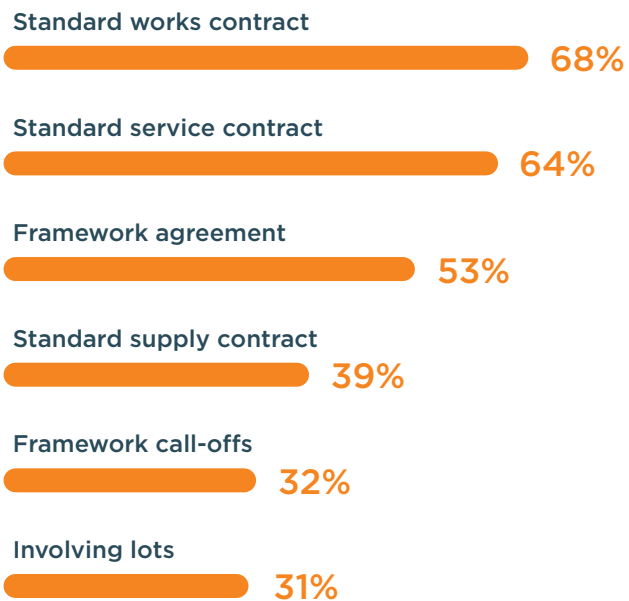 Standard works contract
68%
Standard service contract
64%
Framework agreement
53%
Standard supply contract
39%
Framework call-offs
32%
Involving lots
31%